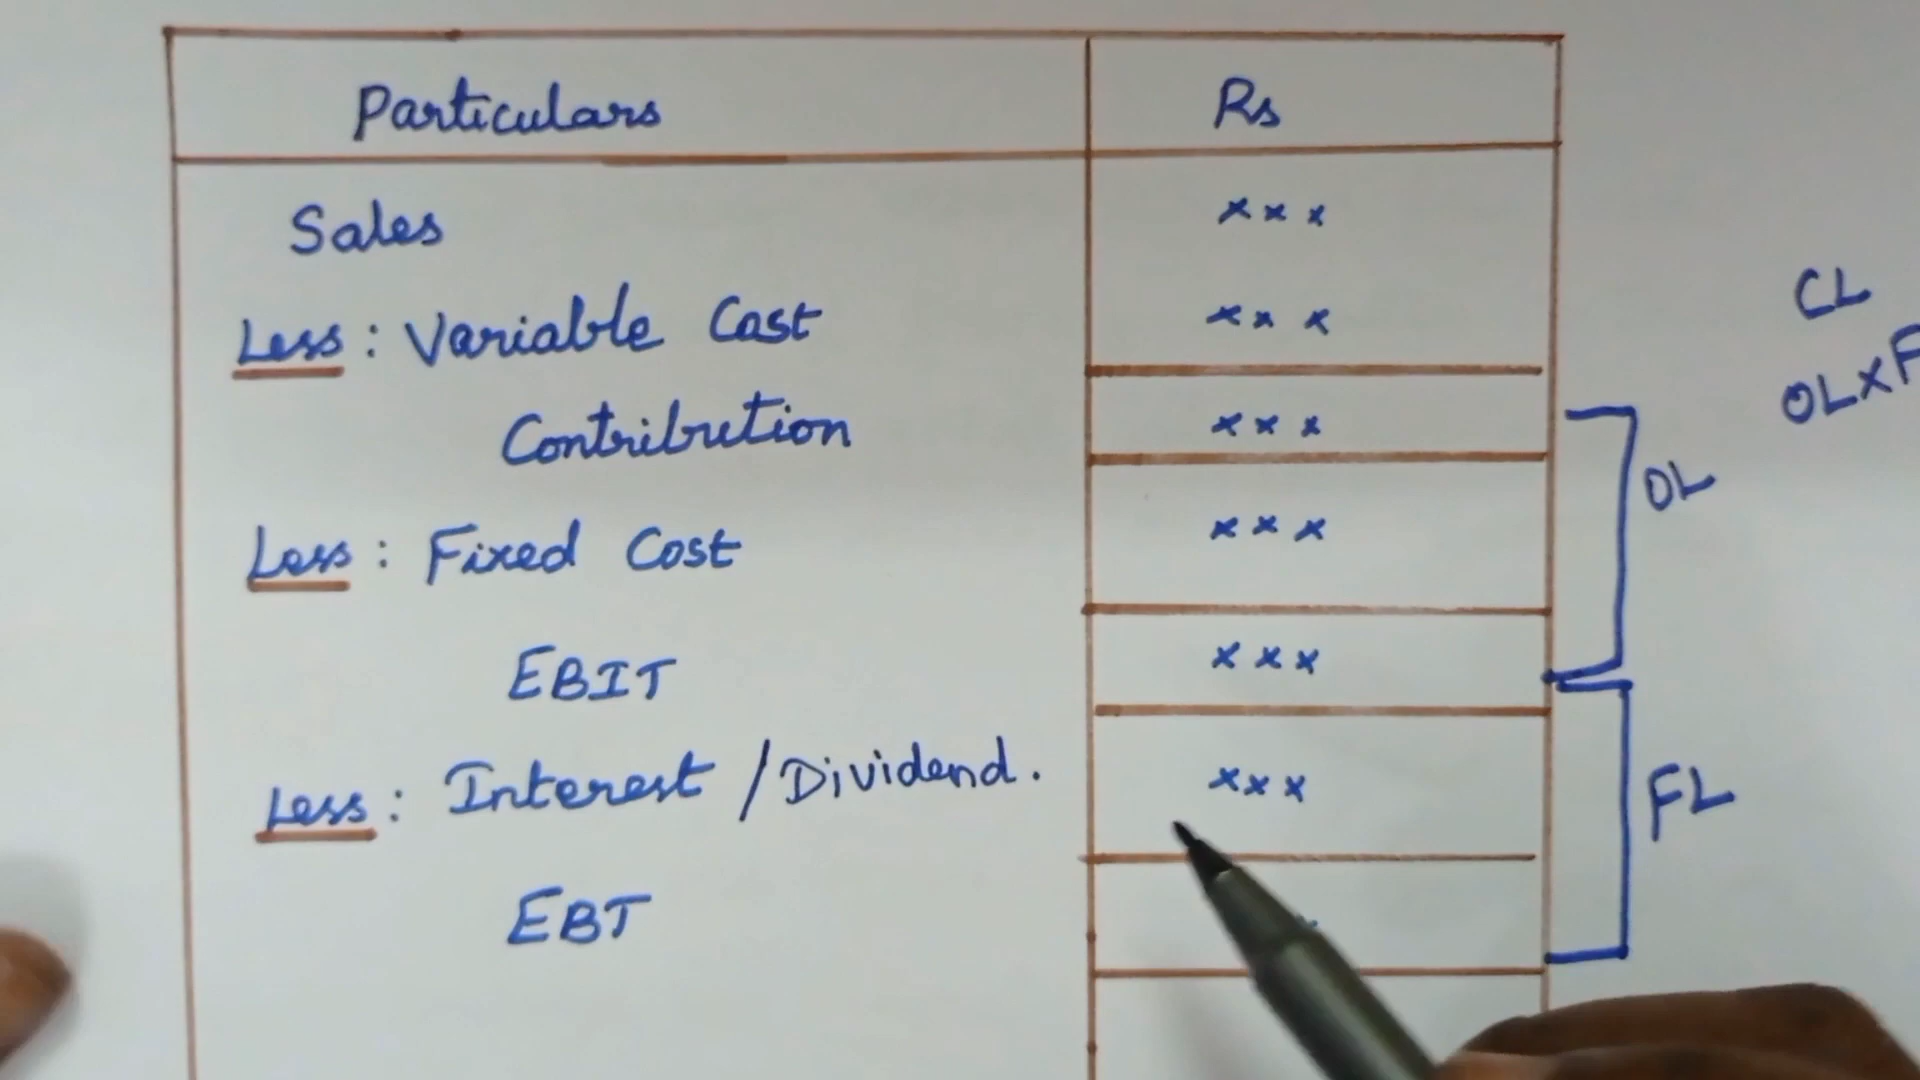 Particulars Rs
Sales xxx
Less: Variable Cost xxx
Contribution xxx
Less: Fixed Cost xxx
EBIT xxx
Less: Interest /Dividend. xxx
EBT
OL
FL
CL
OLxF